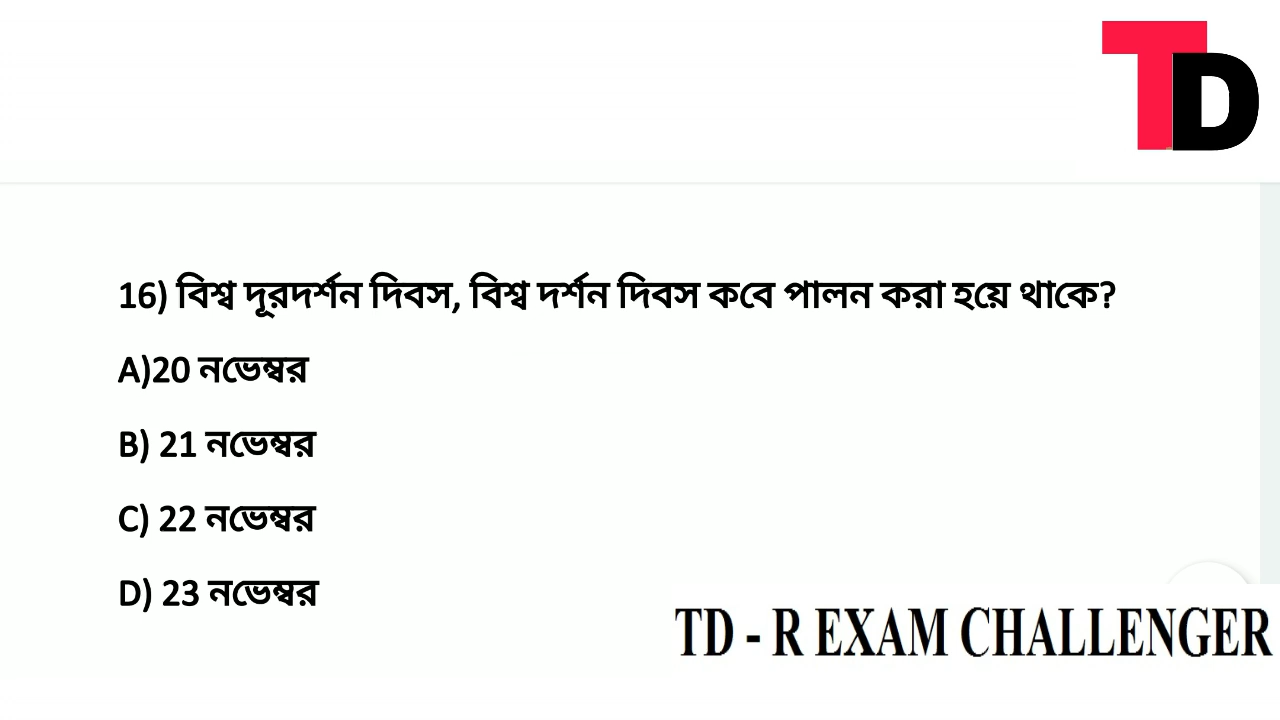 TD
16) বিশ্ব দূরদর্শন দিবস, বিশ্ব দর্শন দিবস কবে পালন করা হয়ে থাকে?
A)20 নভেম্বর
B) 21 নভেম্বর
C) 22 নভেম্বর
D) 23 নভেম্বর
TD - R EXAM CHALLENGER